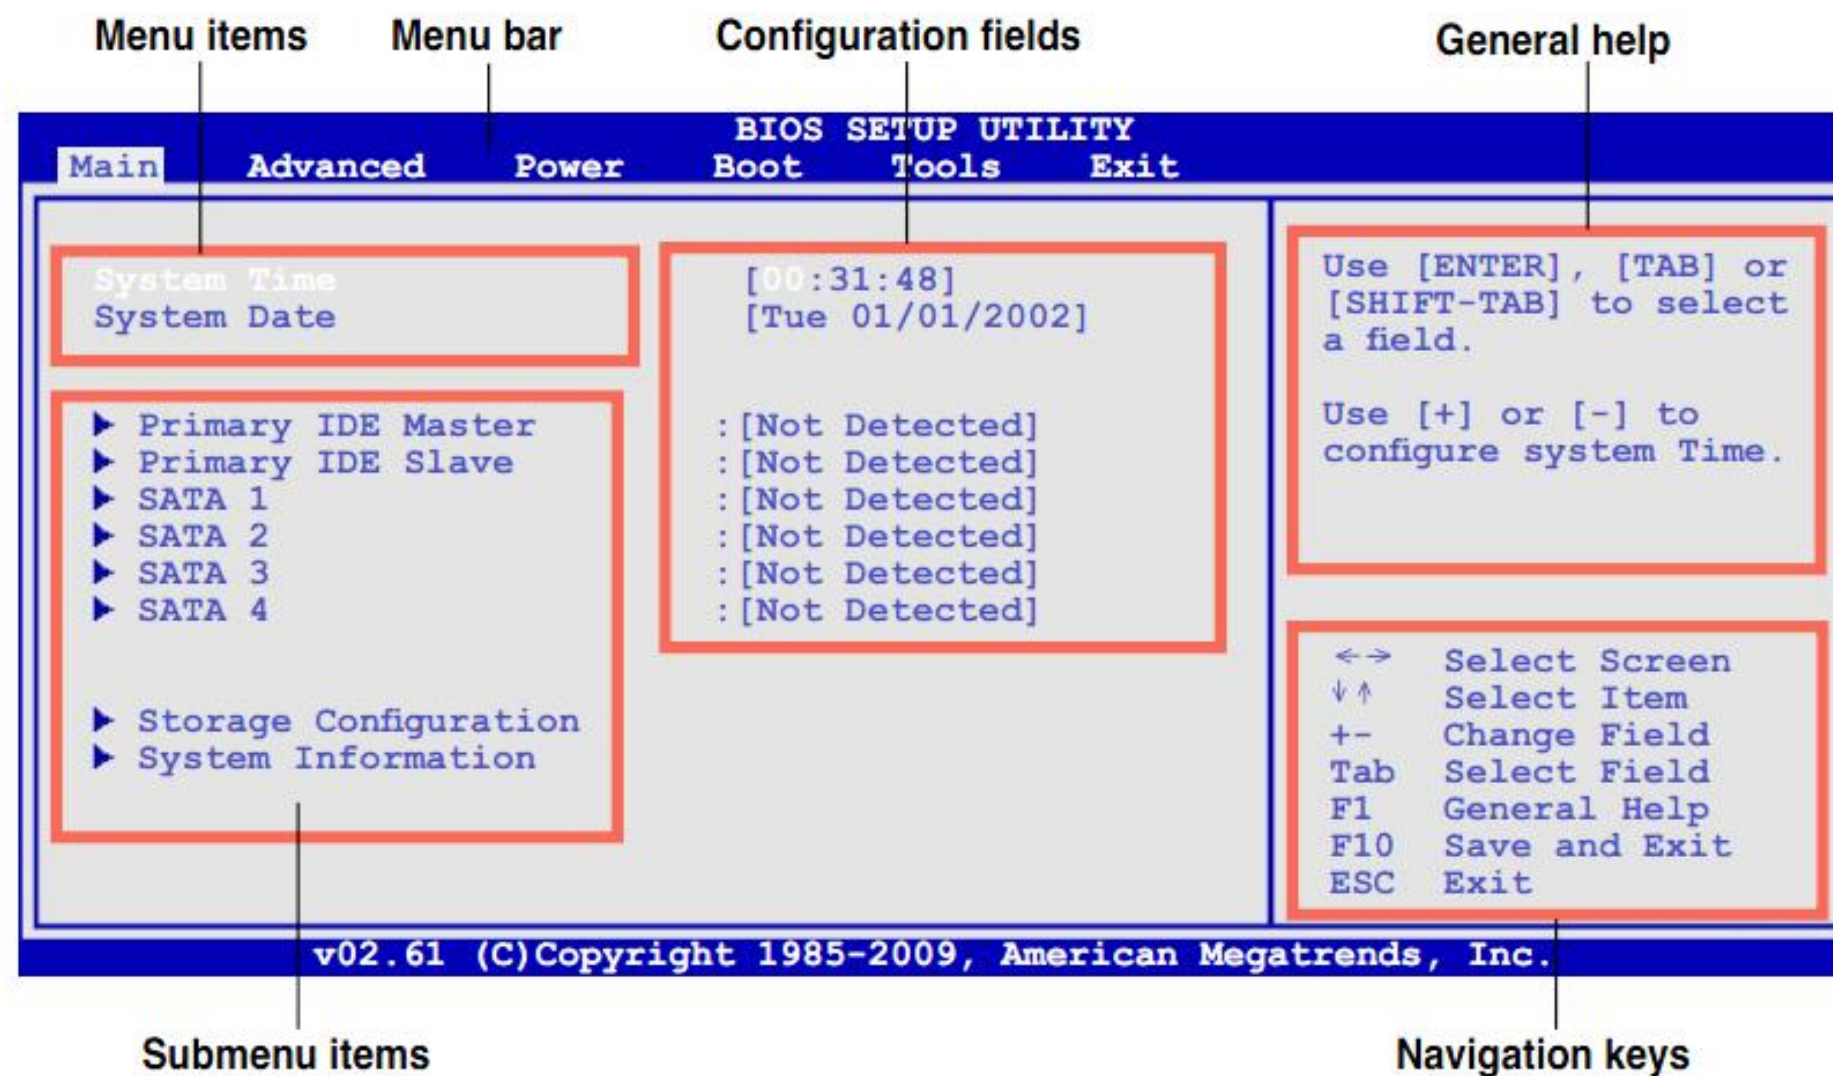 Menu items Menu bar Configuration fields General help
BIOS SETUP UTILITY
Main Advanced Power Boot Tools Exit
System Time [00:31:48]
System Date [Tue 01/01/2002]
▶ Primary IDE Master :[Not Detected]
▶ Primary IDE Slave :[Not Detected]
▶ SATA 1 :[Not Detected]
▶ SATA 2 :[Not Detected]
▶ SATA 3 :[Not Detected]
▶ SATA 4 :[Not Detected]
▶ Storage Configuration
▶ System Information
Use [ENTER], [TAB] or
[SHIFT-TAB] to select
a field.
Use [+] or [-] to
configure system Time.
←→ Select Screen
↓↑ Select Item
+- Change Field
Tab Select Field
F1 General Help
F10 Save and Exit
ESC Exit
v02.61 (C)Copyright 1985-2009, American Megatrends, Inc.
Submenu items Navigation keys